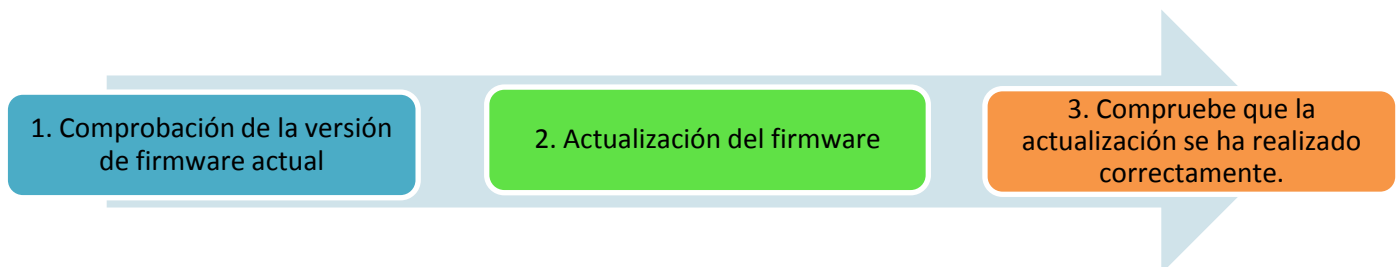 1. Comprobación de la versión
de firmware actual
2. Actualización del firmware
3. Compruebe que la
actualización se ha realizado
correctamente.